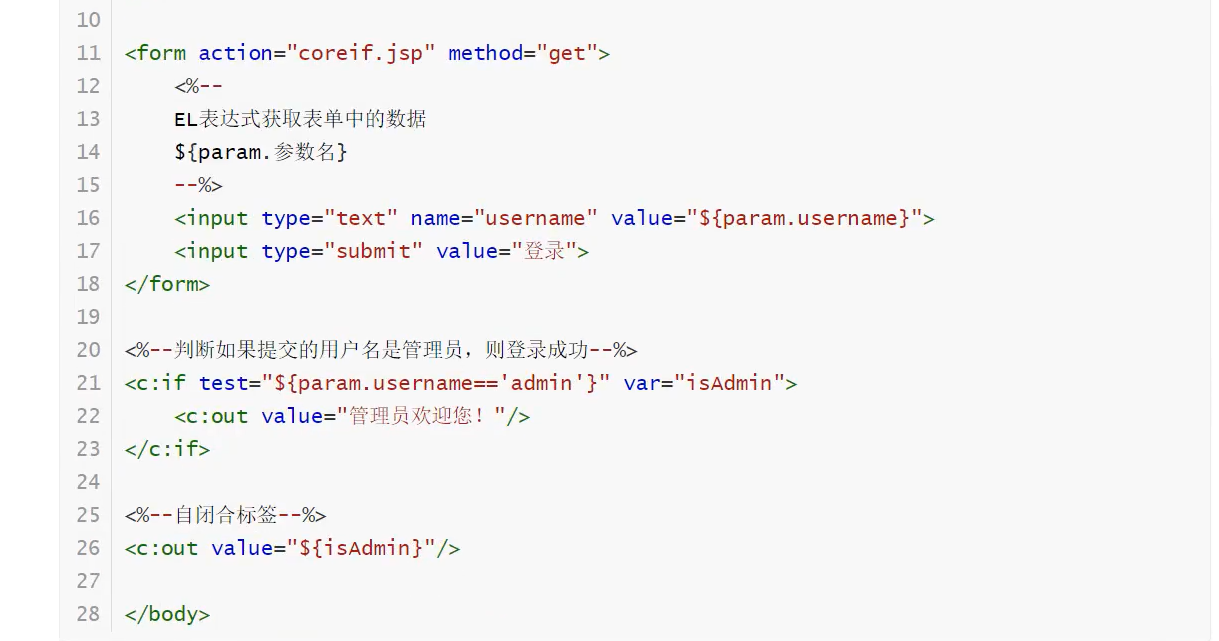 10
11 <form action="coreif.jsp" method="get">
12     <%--
13     EL表达式获取表单中的数据
14     ${param.参数名}
15     --%>
16     <input type="text" name="username" value="${param.username}">
17     <input type="submit" value="登录">
18 </form>
19
20 <%--判断如果提交的用户名是管理员，则登录成功--%>
21 <c:if test="${param.username=='admin'}" var="isAdmin">
22     <c:out value="管理员欢迎您！"/>
23 </c:if>
24
25 <%--自闭合标签--%>
26 <c:out value="${isAdmin}"/>
27
28 </body>